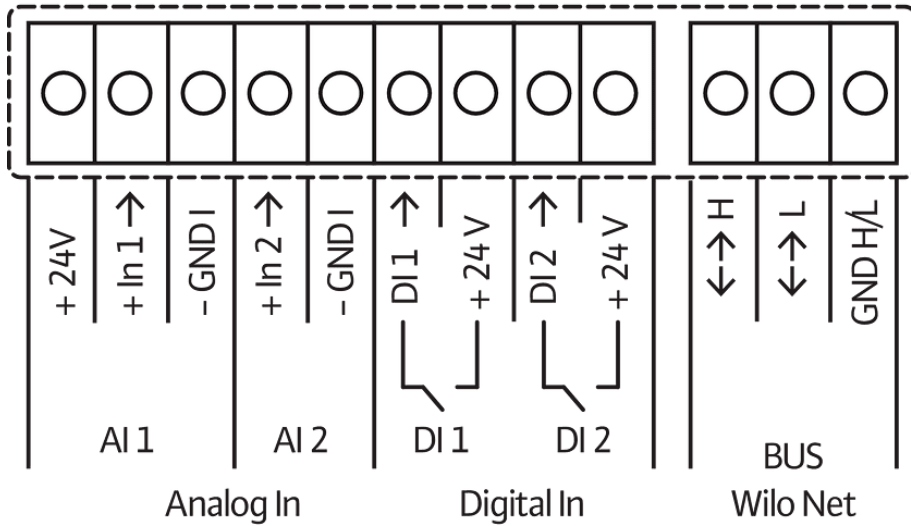 + 24V
+ In 1 →
– GND I
+ In 2 →
– GND I
DI 1 →
+ 24 V
DI 2 →
+ 24 V
H
L
GND H/L
AI 1
AI 2
DI 1
DI 2
BUS
Analog In
Digital In
Wilo Net